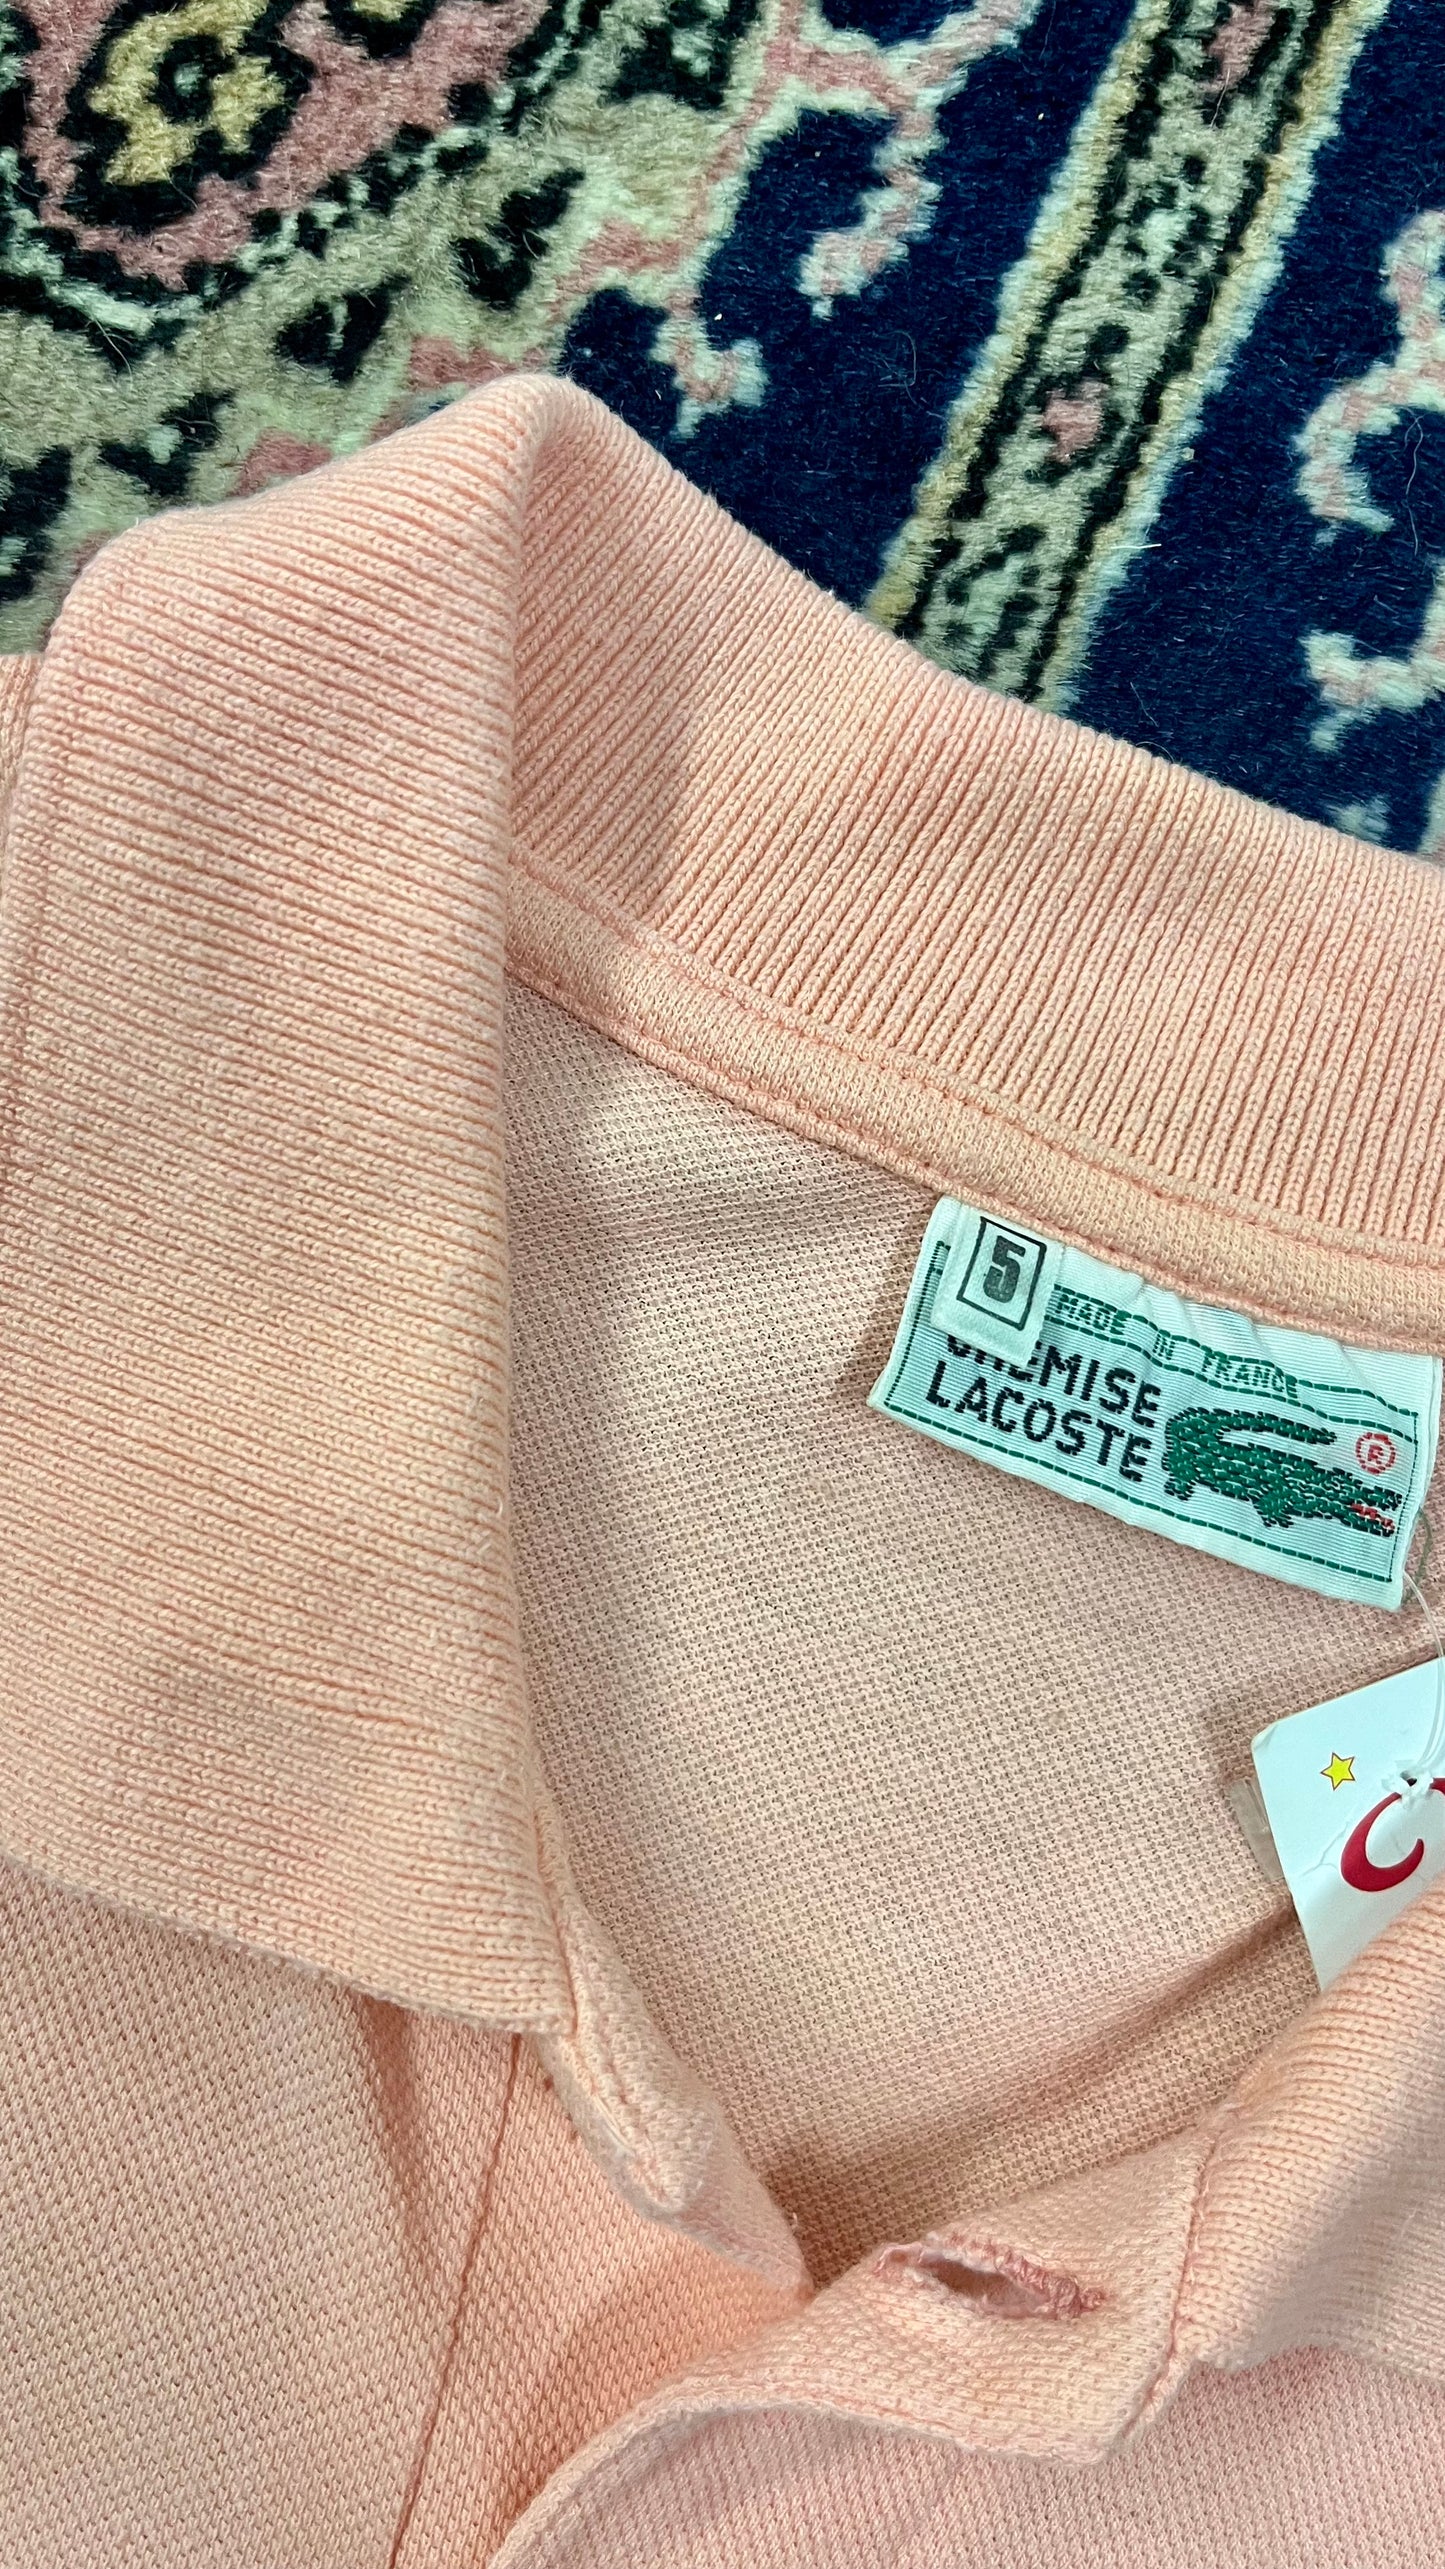 5
MADE IN FRANCE
CHEMISE
LACOSTE
®